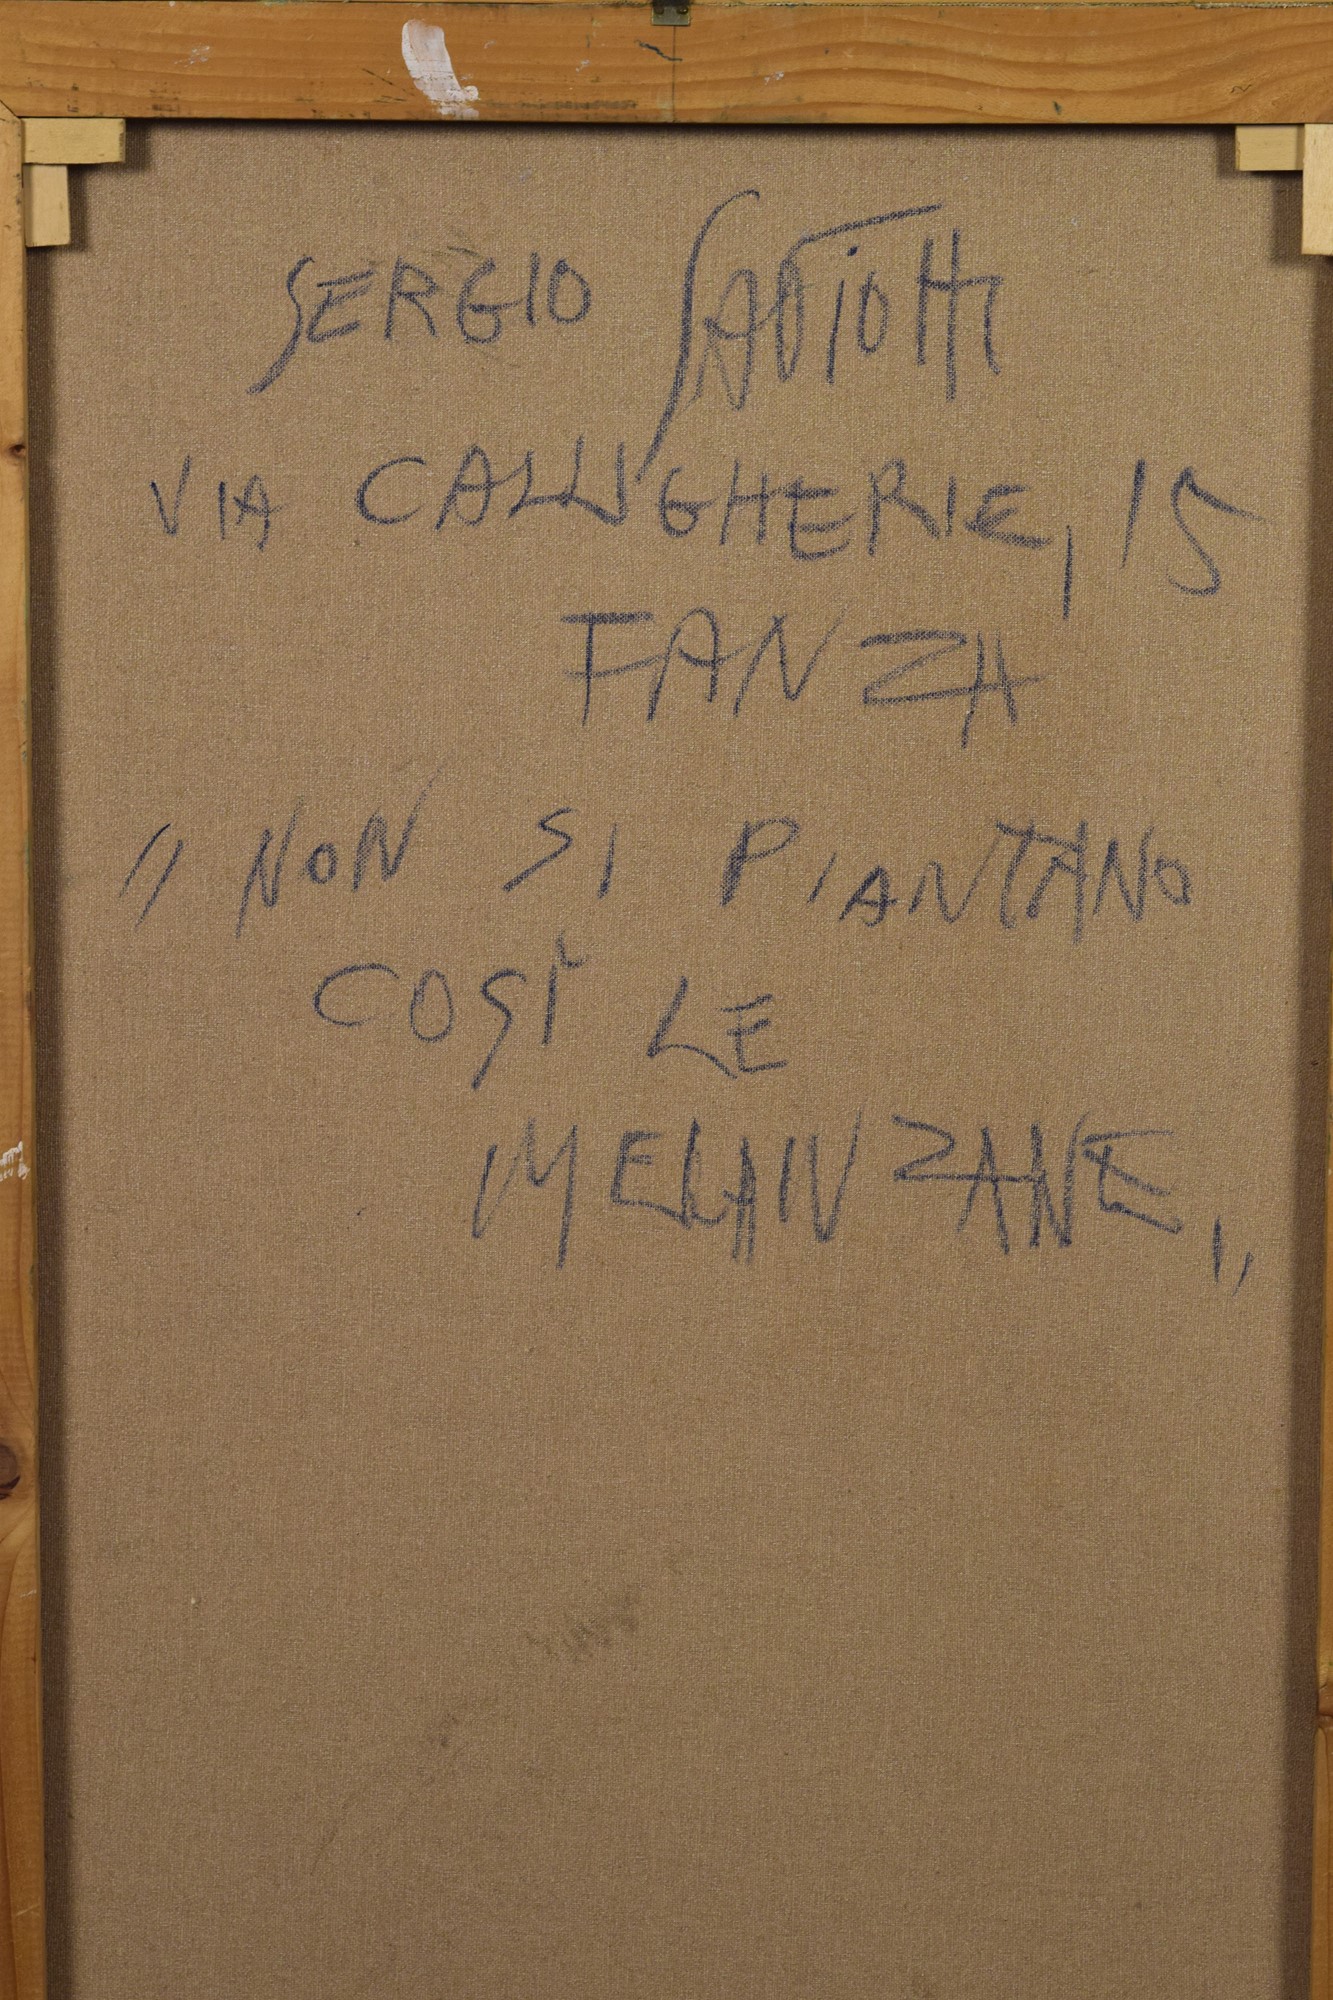 SERGIO SAVIOTTI
VIA CALLIGHERIE, 15
FANZA
" NON SI PIANTANO
COSÌ LE
MELANZANE,,